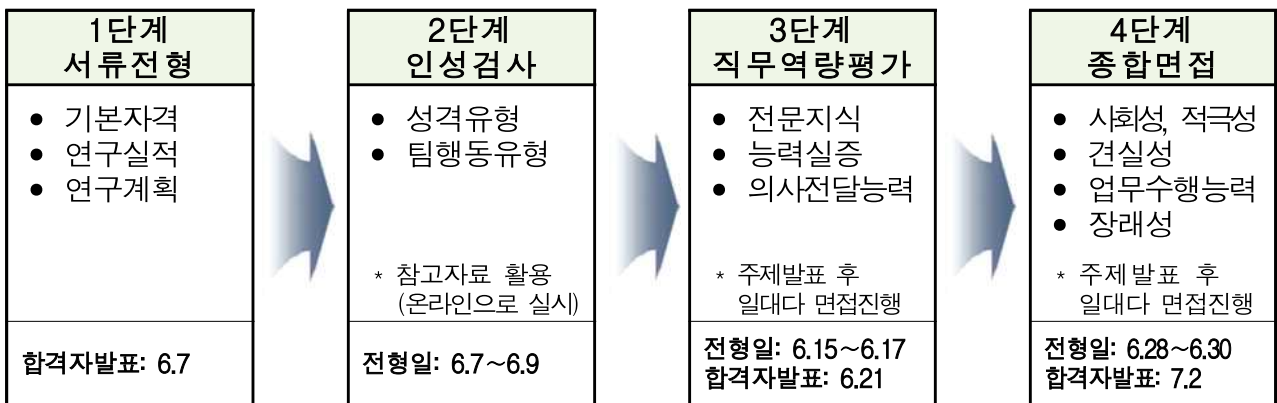 1단계
서류전형
● 기본자격
● 연구실적
● 연구계획
합격자발표: 6.7
2단계
인성검사
● 성격유형
● 팀행동유형
* 참고자료 활용
(온라인으로 실시)
전형일: 6.7~6.9
3단계
직무역량평가
● 전문지식
● 능력실증
● 의사전달능력
* 주제발표 후
일대다 면접진행
전형일: 6.15~6.17
합격자발표: 6.21
4단계
종합면접
● 사회성, 적극성
● 견실성
● 업무수행능력
● 장래성
* 주제발표 후
일대다 면접진행
전형일: 6.28~6.30
합격자발표: 7.2